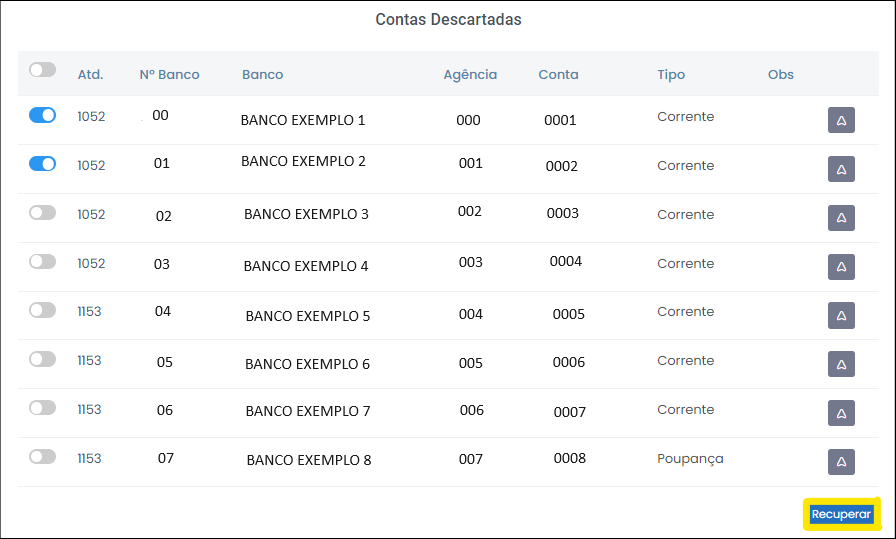 Contas Descartadas
Atd. Nº Banco Banco Agência Conta Tipo Obs
1052 00 BANCO EXEMPLO 1 000 0001 Corrente
1052 01 BANCO EXEMPLO 2 001 0002 Corrente
1052 02 BANCO EXEMPLO 3 002 0003 Corrente
1052 03 BANCO EXEMPLO 4 003 0004 Corrente
1153 04 BANCO EXEMPLO 5 004 0005 Corrente
1153 05 BANCO EXEMPLO 6 005 0006 Corrente
1153 06 BANCO EXEMPLO 7 006 0007 Corrente
1153 07 BANCO EXEMPLO 8 007 0008 Poupança
Recuperar